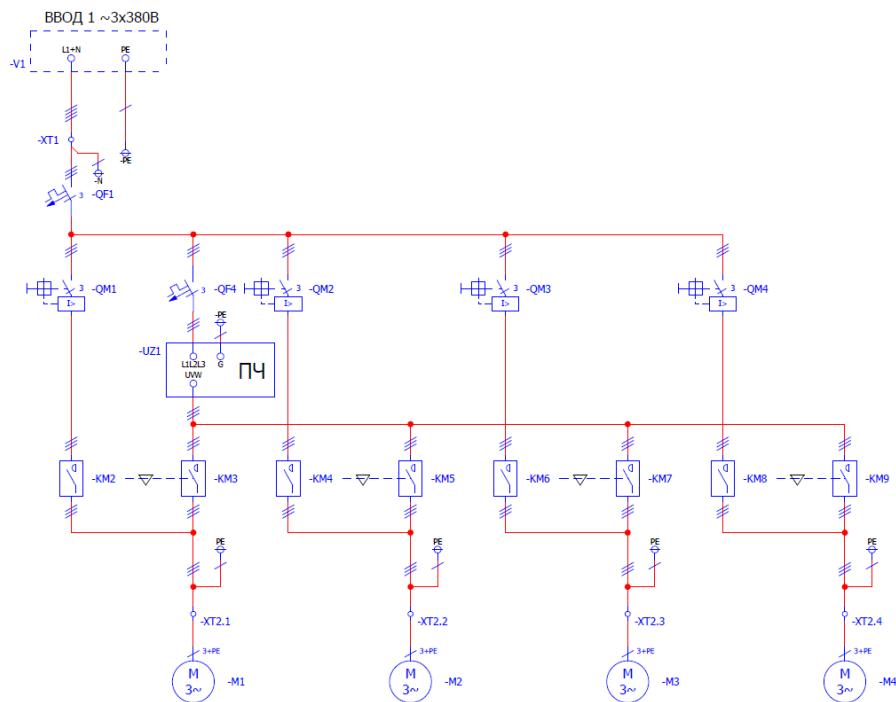 ВВОД 1 ~3x380В
L1+N PE
-V1
-XT1
-PE
-N
3 -QF1
3 -QM1 3 -QF4 3 -QM2 3 -QM3 3 -QM4
I> I> I> I>
-PE
-UZ1
L1L2L3 G ПЧ
UVW
-KM2 -KM3 -KM4 -KM5 -KM6 -KM7 -KM8 -KM9
PE PE PE PE
-XT2.1 -XT2.2 -XT2.3 -XT2.4
3+PE 3+PE 3+PE 3+PE
M M M M
3~ 3~ 3~ 3~
-M1 -M2 -M3 -M4